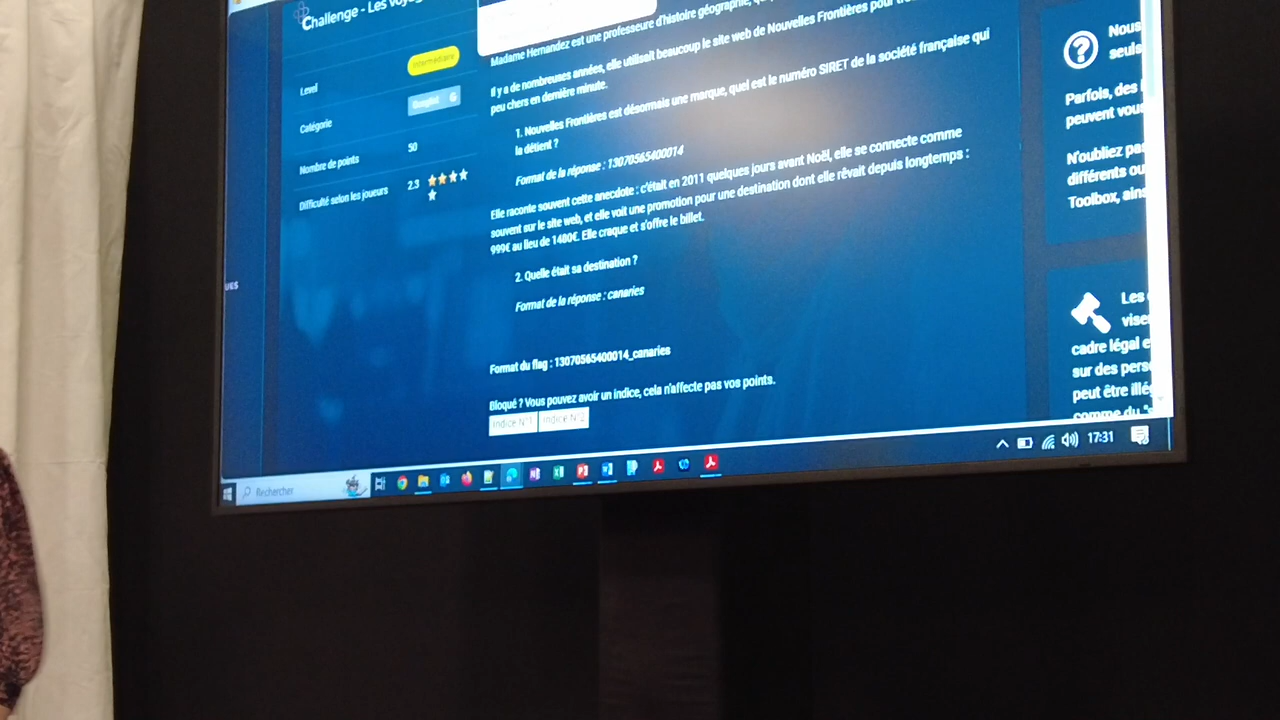 Challenge - Les
Level
Intermédiaire
Catégorie
Nombre de points
50
Difficulté selon les joueurs
2.3
Madame Hernandez est une professeure d'histoire géographie,
Il y a de nombreuses années, elle utilisait beaucoup le site web de Nouvelles Frontières pour
peu chers en dernière minute.
1. Nouvelles Frontières est désormais une marque, quel est le numéro SIRET de la société française qui
la détient ?
Format de la réponse : 13070565400014
Elle raconte souvent cette anecdote : c'était en 2011 quelques jours avant Noël, elle se connecte comme
souvent sur le site web, et elle voit une promotion pour une destination dont elle rêvait depuis longtemps :
999€ au lieu de 1480€. Elle craque et s'offre le billet.
2. Quelle était sa destination ?
Format de la réponse : canaries
Format du flag : 13070565400014_canaries
Bloqué ? Vous pouvez avoir un indice, cela n'affecte pas vos points.
Indice N°1 Indice N°2
UES
Nous
seuls
Parfois, des
peuvent vous
N'oubliez pas
différents ou
Toolbox, ains
Les
vise
cadre légal e
sur des pers
peut être illé
comme du
Rechercher
17:31